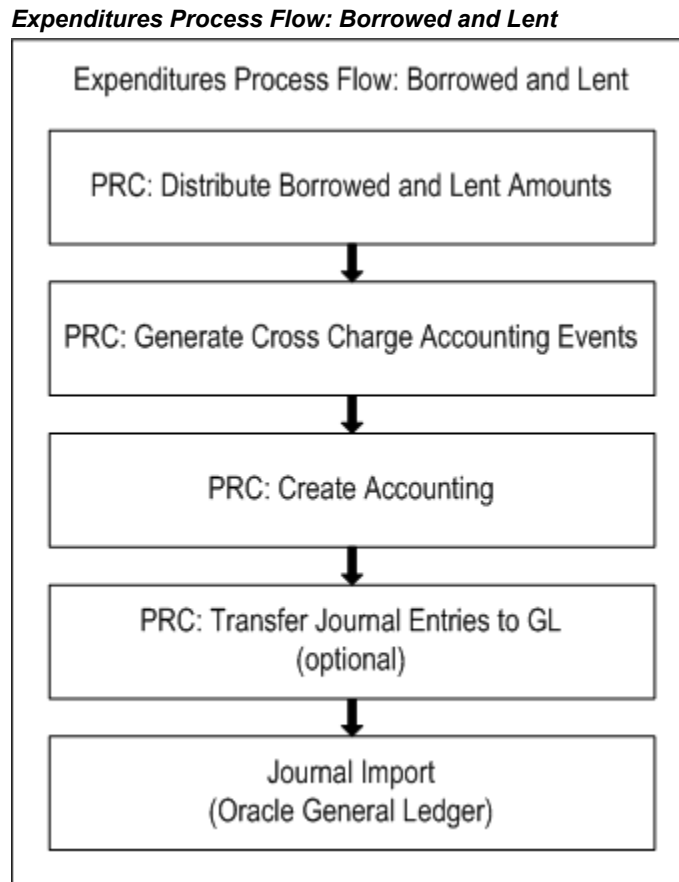 Expenditures Process Flow: Borrowed and Lent
Expenditures Process Flow: Borrowed and Lent
PRC: Distribute Borrowed and Lent Amounts
PRC: Generate Cross Charge Accounting Events
PRC: Create Accounting
PRC: Transfer Journal Entries to GL
(optional)
Journal Import
(Oracle General Ledger)